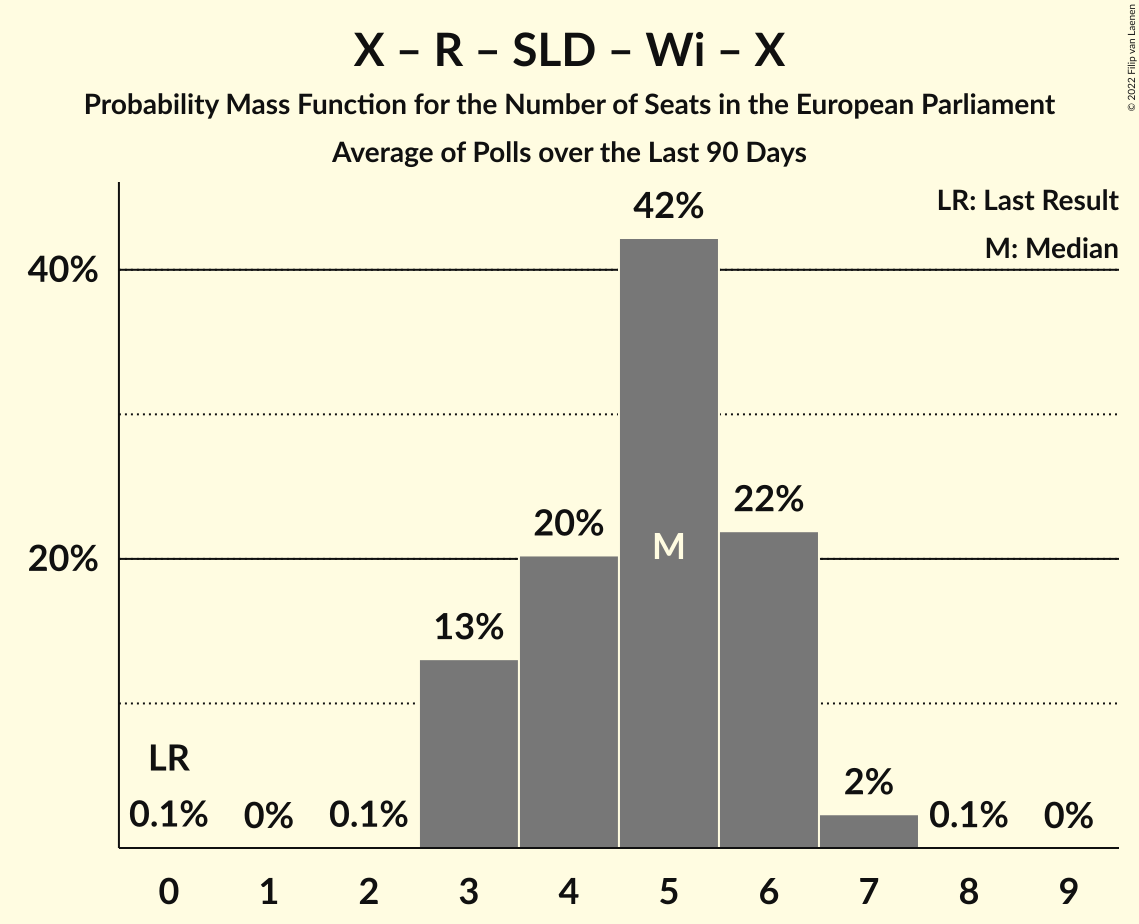 X – R – SLD – Wi – X
Probability Mass Function for the Number of Seats in the European Parliament
Average of Polls over the Last 90 Days
© 2022 Filip van Laenen
LR: Last Result
M: Median
42%
40%
22%
20%
M
20%
13%
LR
2%
0.1%
0%
0.1%
0.1%
0%
0 1 2 3 4 5 6 7 8 9